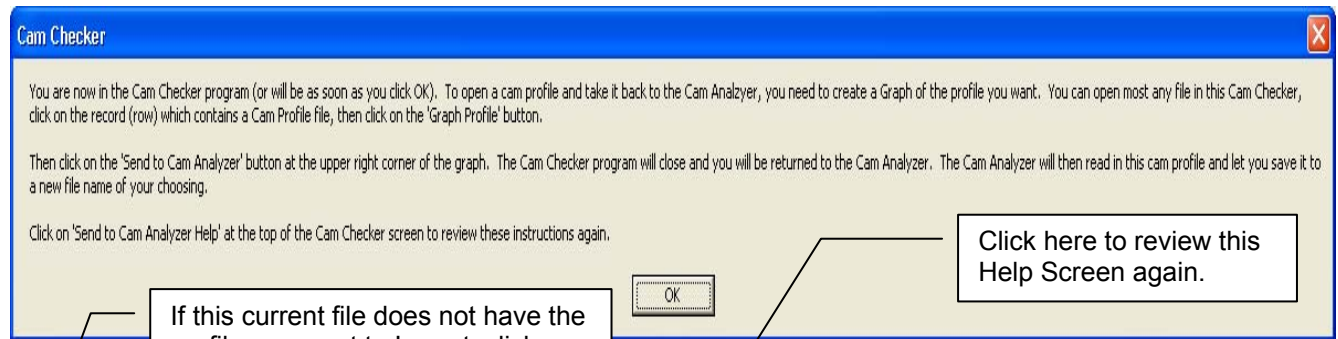 Cam Checker
You are now in the Cam Checker program (or will be as soon as you click OK). To open a cam profile and take it back to the Cam Analzyer, you need to create a Graph of the profile you want. You can open most any file in this Cam Checker,
click on the record (row) which contains a Cam Profile file, then click on the 'Graph Profile' button.
Then click on the 'Send to Cam Analyzer' button at the upper right corner of the graph. The Cam Checker program will close and you will be returned to the Cam Analyzer. The Cam Analyzer will then read in this cam profile and let you save it to
a new file name of your choosing.
Click on 'Send to Cam Analyzer Help' at the top of the Cam Checker screen to review these instructions again.
Click here to review this
Help Screen again.
OK
If this current file does not have the